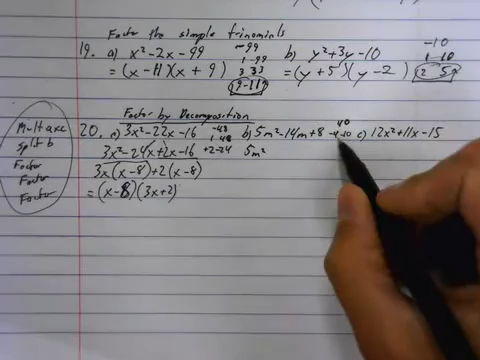 Factor the simple trinomials
19. a) x² - 2x - 99 -99 b) y² + 3y - 10 -10
1 -99 1 10
= (x - 11)(x + 9) 3 33 = (y + 5)(y - 2) 2 5
9 -11
Factor by Decomposition
Mult axc
Split b
Factor
Factor
20. a) 3x² - 22x - 16 -48 b) 5m² - 14m + 8 40 -4 -10 c) 12x² + 11x - 15
1 48
3x² - 24x + 2x - 16 +2 -24 5m²
3x(x - 8) + 2(x - 8)
= (x - 8)(3x + 2)